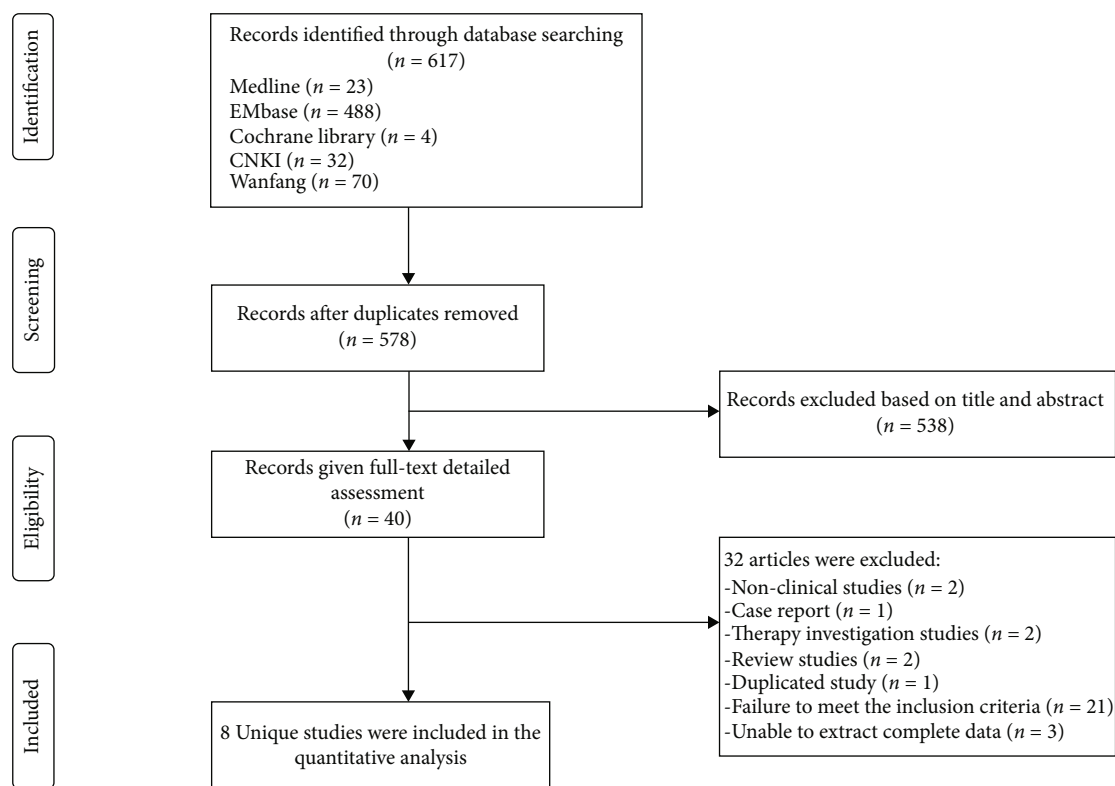 Identification
Records identified through database searching
(n = 617)
Medline (n = 23)
EMbase (n = 488)
Cochrane library (n = 4)
CNKI (n = 32)
Wanfang (n = 70)
Screening
Records after duplicates removed
(n = 578)
Records excluded based on title and abstract
(n = 538)
Eligibility
Records given full-text detailed
assessment
(n = 40)
32 articles were excluded:
-Non-clinical studies (n = 2)
-Case report (n = 1)
-Therapy investigation studies (n = 2)
-Review studies (n = 2)
-Duplicated study (n = 1)
-Failure to meet the inclusion criteria (n = 21)
-Unable to extract complete data (n = 3)
Included
8 Unique studies were included in the
quantitative analysis